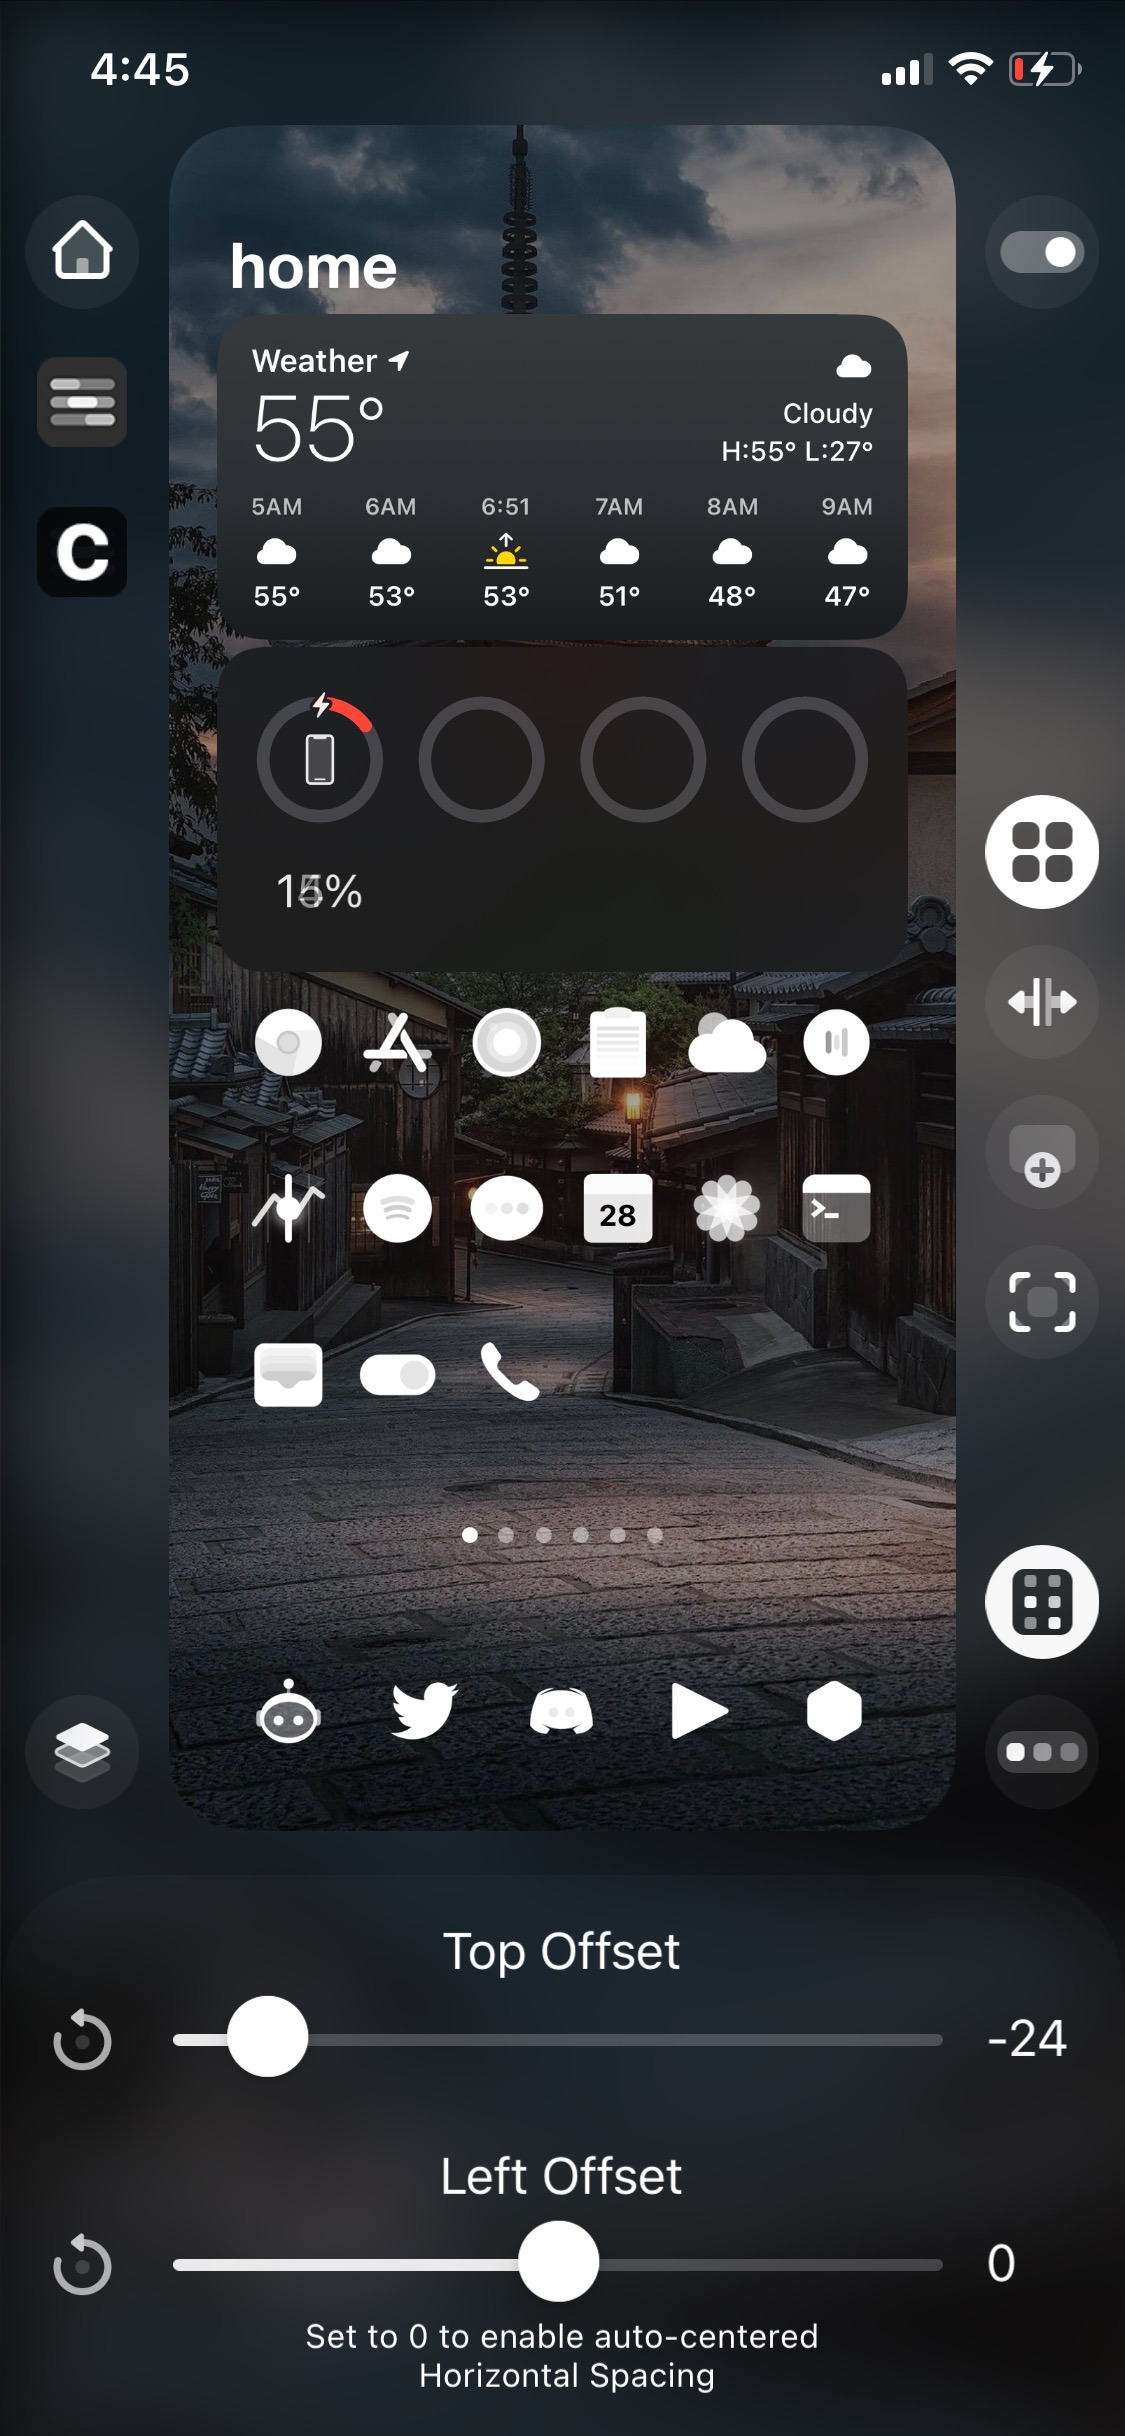 4:45
home
Weather
55°
Cloudy
H:55° L:27°
5AM 6AM 6:51 7AM 8AM 9AM
55° 53° 53° 51° 48° 47°
28
>_
C
Top Offset
-24
Left Offset
0
Set to 0 to enable auto-centered
Horizontal Spacing